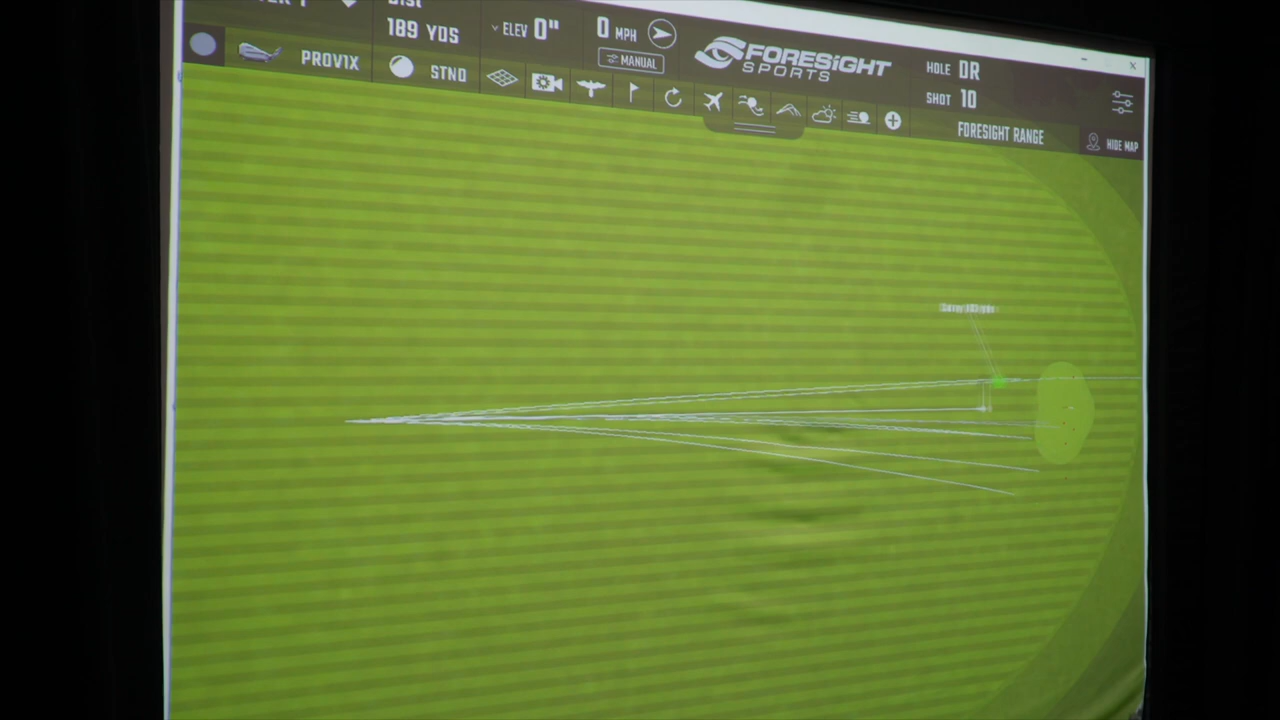 Dist
189 YDS
ELEV 0"
0 MPH
MANUAL
PROV1X
STND
FORESiGHT
SPORTS
HOLE DR
SHOT 10
FORESIGHT RANGE
HIDE MAP